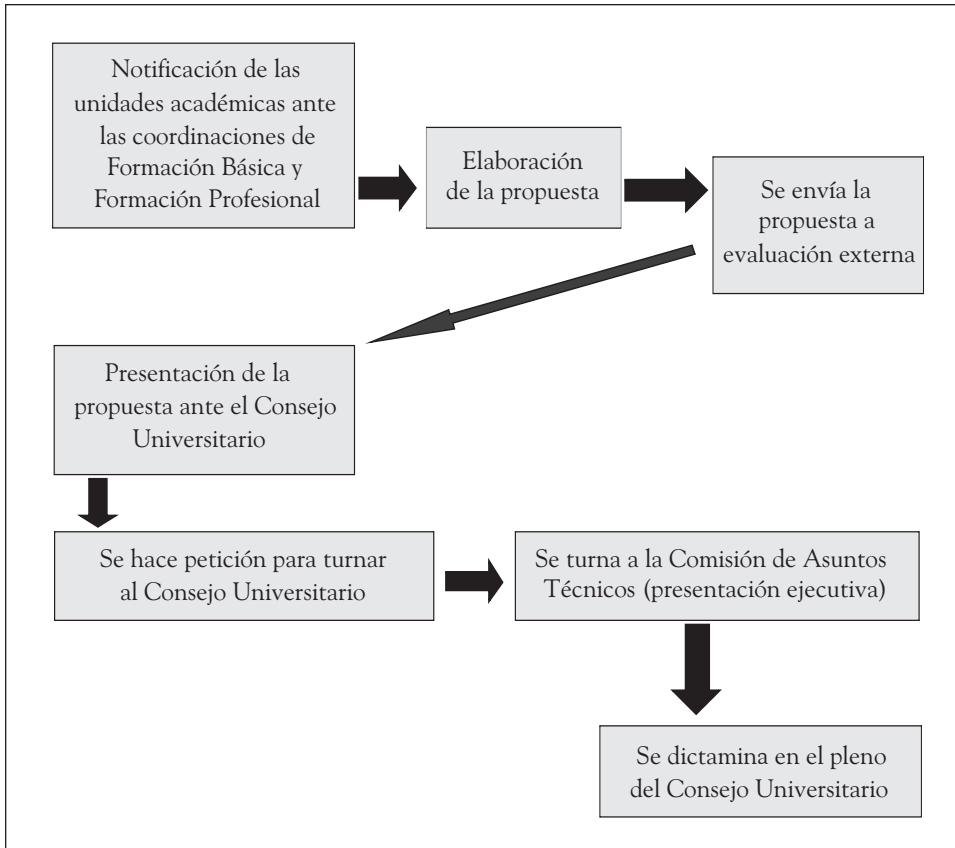 Notificación de las
unidades académicas ante
las coordinaciones de
Formación Básica y
Formación Profesional
Elaboración
de la propuesta
Se envía la
propuesta a
evaluación externa
Presentación de la
propuesta ante el Consejo
Universitario
Se hace petición para turnar
al Consejo Universitario
Se turna a la Comisión de Asuntos
Técnicos (presentación ejecutiva)
Se dictamina en el pleno
del Consejo Universitario